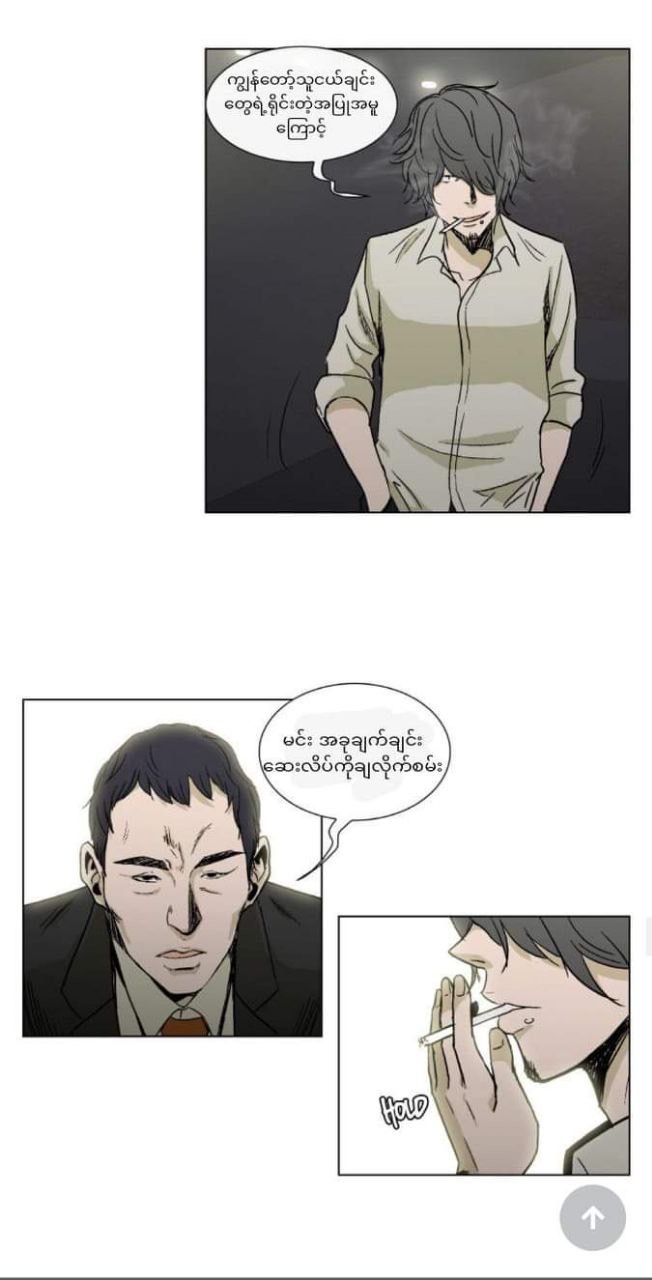 ကျွန်တော့်သူငယ်ချင်း
တွေရဲ့ရိုင်းတဲ့အပြုအမူ
ကြောင့်
မင်း အခုချက်ချင်း
ဆေးလိပ်ကိုချလိုက်စမ်း
HOLD